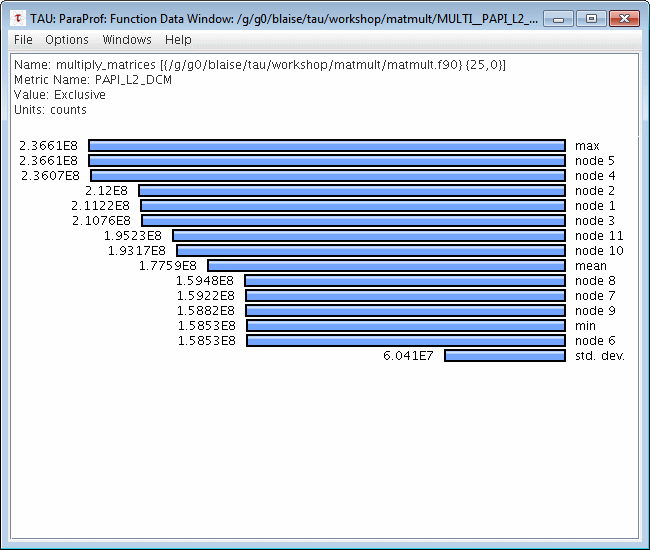 TAU: ParaProf: Function Data Window: /g/g0/blaise/tau/workshop/matmult/MULTI__PAPI_L2_...
File Options Windows Help
Name: multiply_matrices [{/g/g0/blaise/tau/workshop/matmult/matmult.f90} {25,0}]
Metric Name: PAPI_L2_DCM
Value: Exclusive
Units: counts
2.3661E8 max
2.3661E8 node 5
2.3607E8 node 4
2.12E8 node 2
2.1122E8 node 1
2.1076E8 node 3
1.9523E8 node 11
1.9317E8 node 10
1.7759E8 mean
1.5948E8 node 8
1.5922E8 node 7
1.5882E8 node 9
1.5853E8 min
1.5853E8 node 6
6.041E7 std. dev.